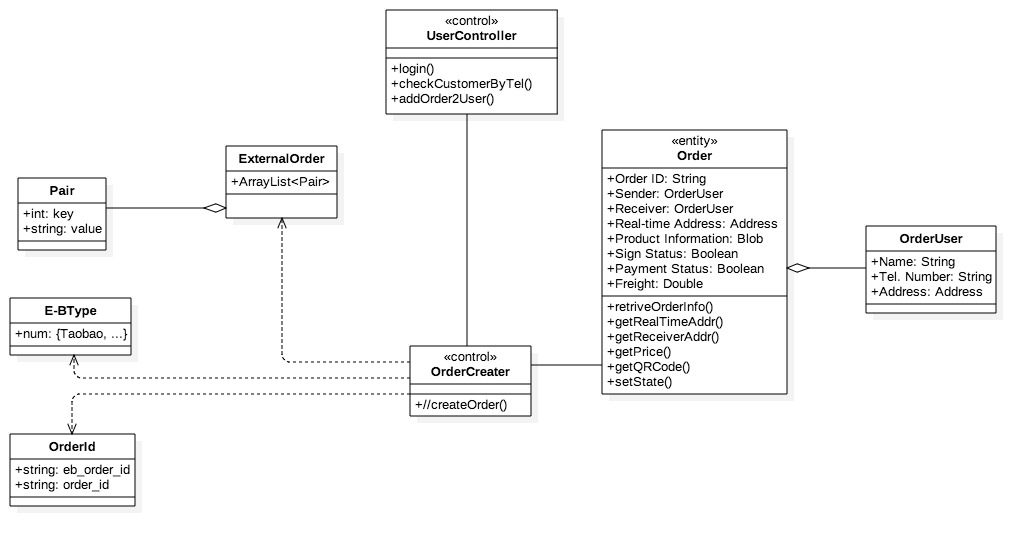 «control»
UserController
+login()
+checkCustomerByTel()
+addOrder2User()
ExternalOrder
+ArrayList<Pair>
Pair
+int: key
+string: value
«entity»
Order
+Order ID: String
+Sender: OrderUser
+Receiver: OrderUser
+Real-time Address: Address
+Product Information: Blob
+Sign Status: Boolean
+Payment Status: Boolean
+Freight: Double
+retriveOrderInfo()
+getRealTimeAddr()
+getReceiverAddr()
+getPrice()
+getQRCode()
+setState()
OrderUser
+Name: String
+Tel. Number: String
+Address: Address
E-BType
+num: {Taobao, ...}
«control»
OrderCreater
+//createOrder()
OrderId
+string: eb_order_id
+string: order_id